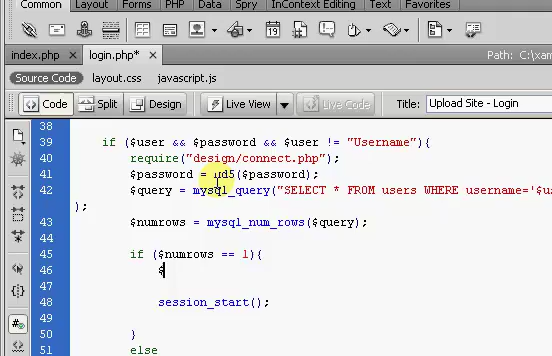 Common Layout Forms PHP Data Spry InContext Editing Text Favorites
index.php × login.php* × Path: C:\xam
Source Code layout.css javascript.js
Code Split Design Live View Live Code Title: Upload Site - Login
38
39 if ($user && $password && $user != "Username"){
40 require("design/connect.php");
41 $password = md5($password);
42 $query = mysql_query("SELECT * FROM users WHERE username='$us
);
43 $numrows = mysql_num_rows($query);
44
45 if ($numrows == 1){
46 $
47
48 session_start();
49
50 }
51 else